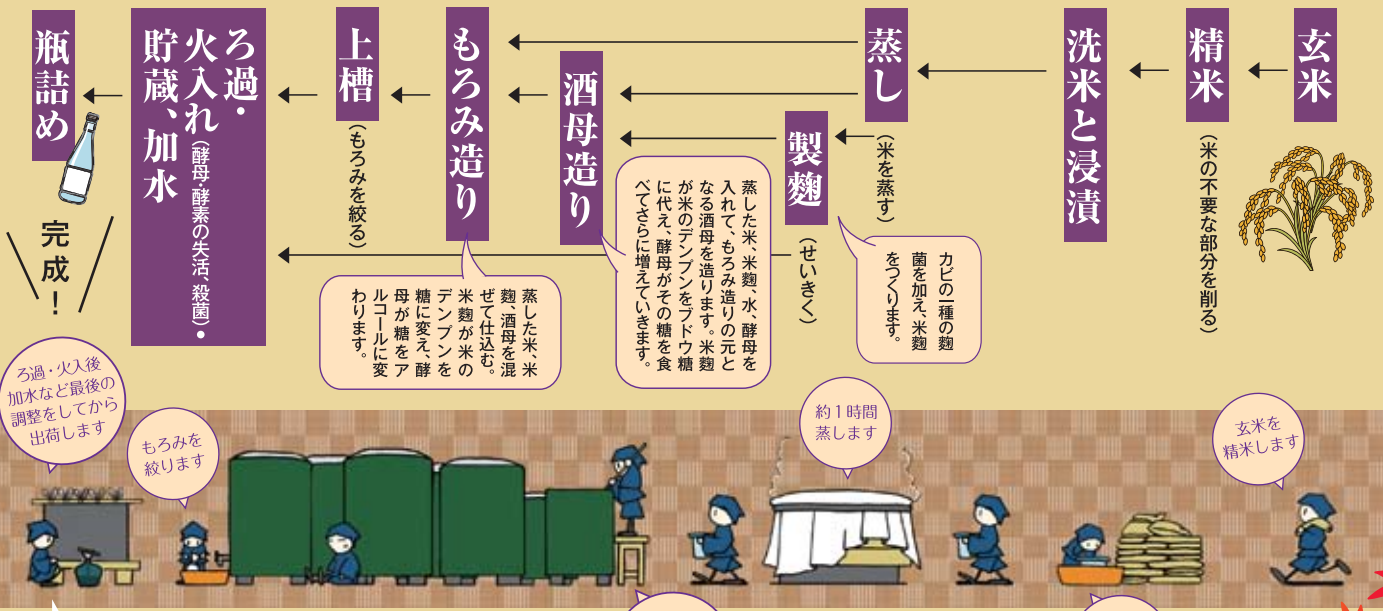 玄米
精米
（米の不要な部分を削る）
洗米と浸漬
蒸し
（米を蒸す）
製麴
（せいきく）
カビの一種の麴
菌を加え、米麴
をつくります。
酒母造り
蒸した米、米麴、水、酵母を
入れて、もろみ造りの元と
なる酒母を造ります。米麴
が米のデンプンをブドウ糖
に代え、酵母がその糖を食
べてさらに増えていきます。
もろみ造り
蒸した米、米
麴、酒母を混
ぜて仕込む。
米麴が米の
デンプンを
糖に変え、酵
母が糖をア
ルコールに変
わります。
上槽
（もろみを絞る）
ろ過・
火入れ（酵母・酵素の失活、殺菌）・
貯蔵、加水
瓶詰め
完成！
玄米を
精米します
約1時間
蒸します
もろみを
絞ります
ろ過・火入後
加水など最後の
調整をしてから
出荷します